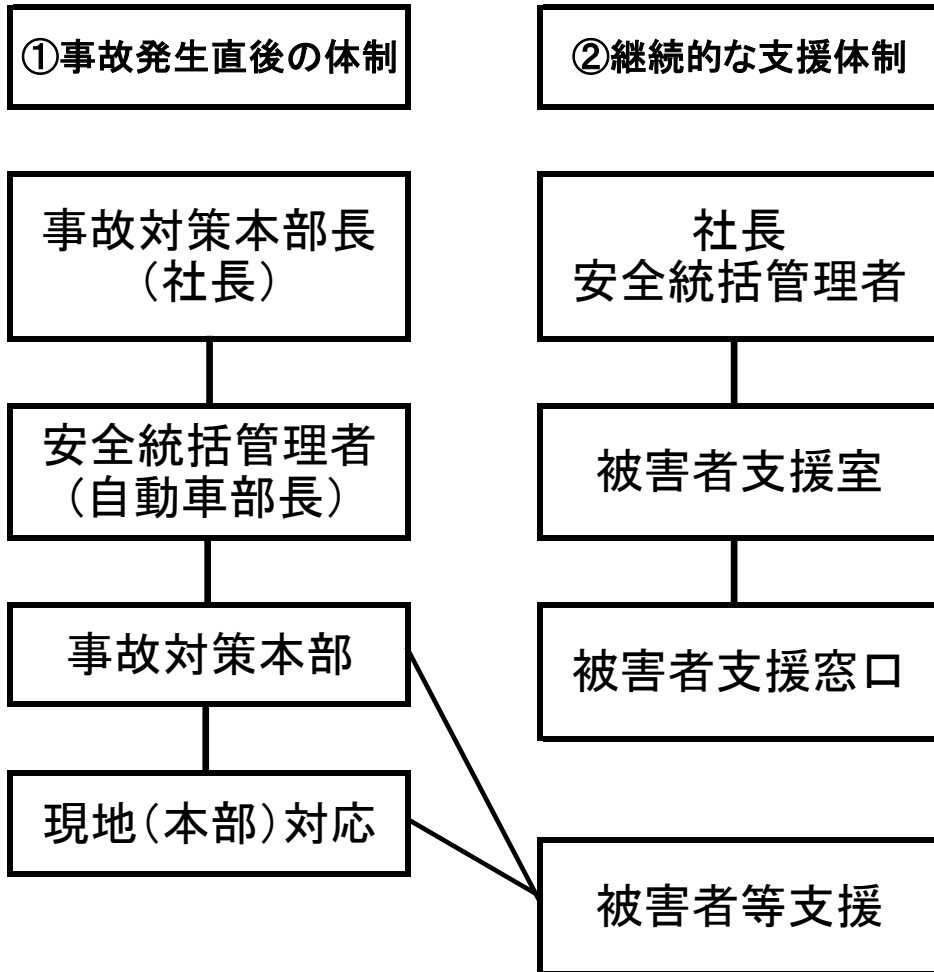 ①事故発生直後の体制
事故対策本部長
（社長）
安全統括管理者
（自動車部長）
事故対策本部
現地（本部）対応
②継続的な支援体制
社長
安全統括管理者
被害者支援室
被害者支援窓口
被害者等支援